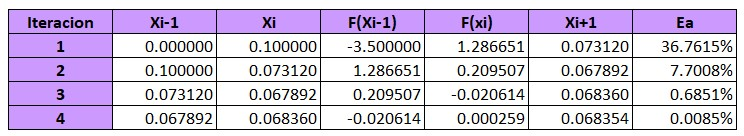 Iteracion Xi-1 Xi F(Xi-1) F(xi) Xi+1 Ea
1 0.000000 0.100000 -3.500000 1.286651 0.073120 36.7615%
2 0.100000 0.073120 1.286651 0.209507 0.067892 7.7008%
3 0.073120 0.067892 0.209507 -0.020614 0.068360 0.6851%
4 0.067892 0.068360 -0.020614 0.000259 0.068354 0.0085%